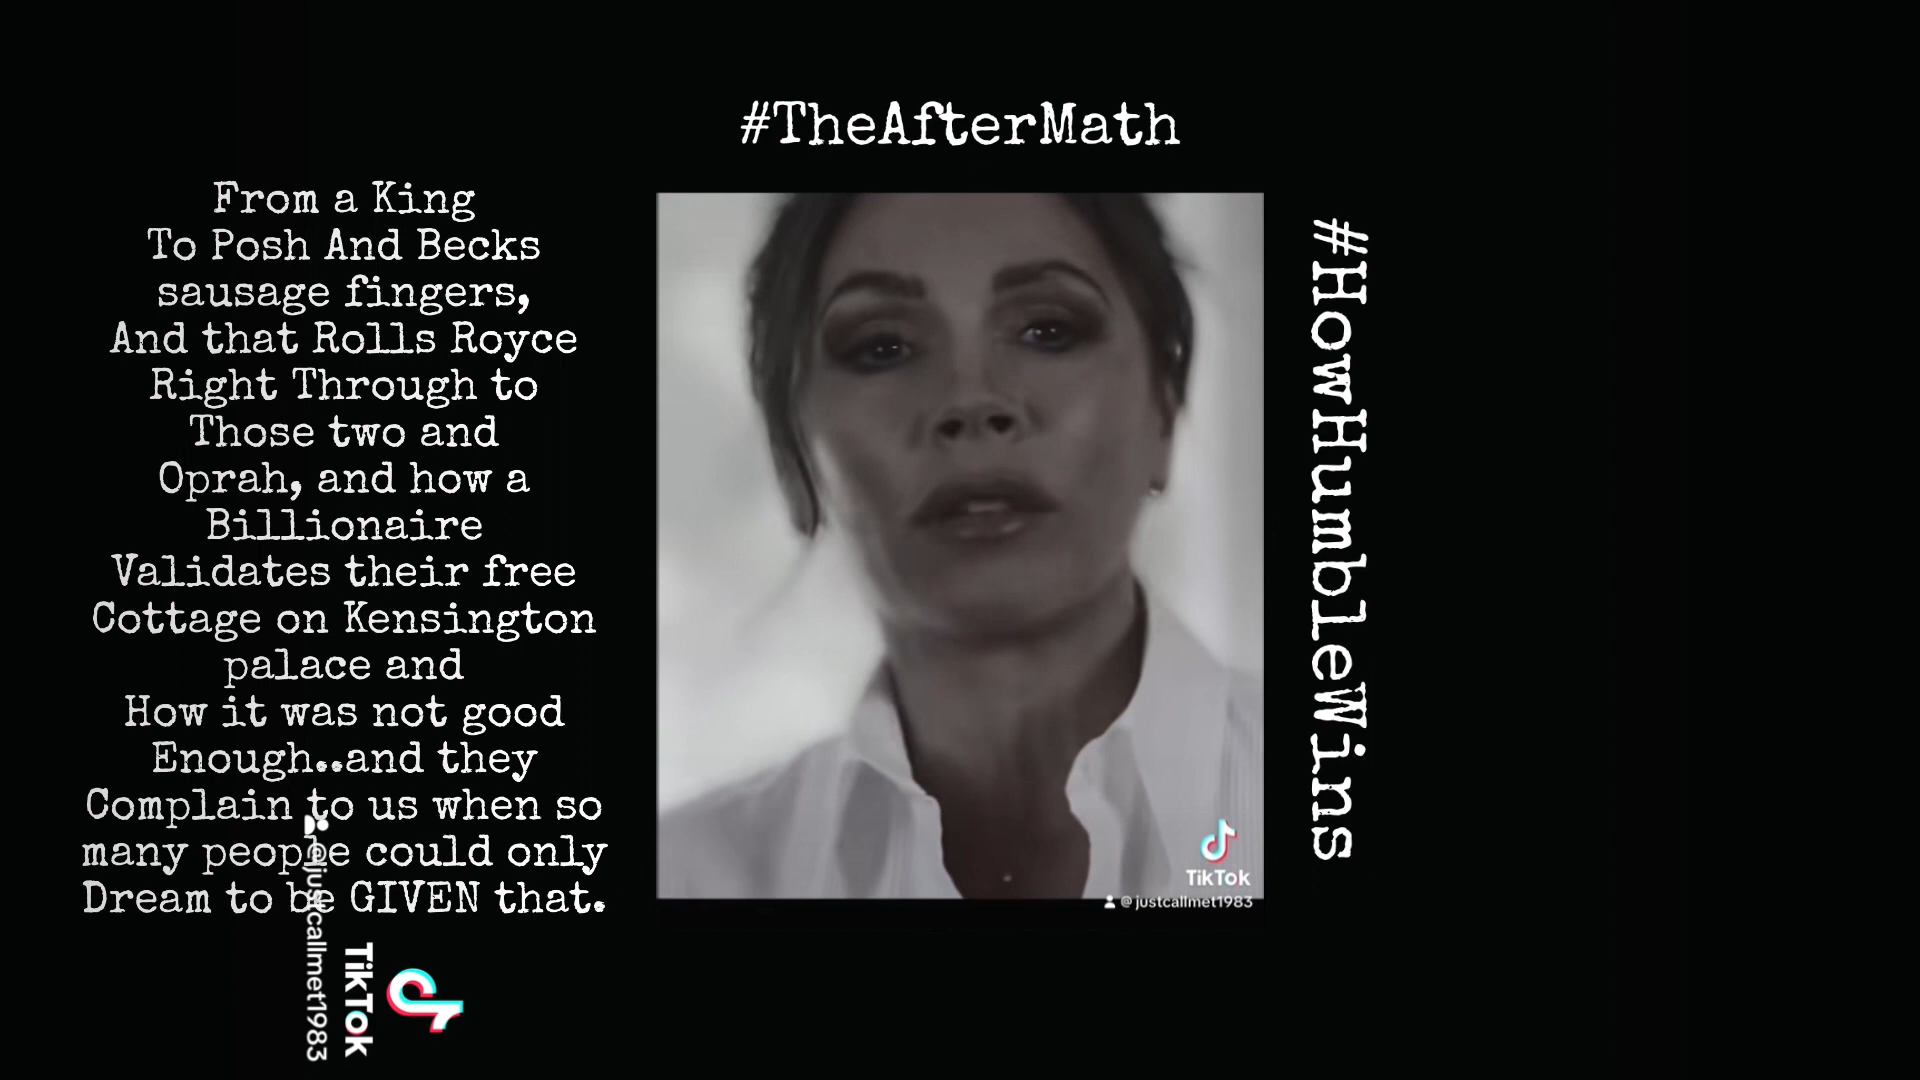 #TheAfterMath
From a King
To Posh And Becks
sausage fingers,
And that Rolls Royce
Right Through to
Those two and
Oprah, and how a
Billionaire
Validates their free
Cottage on Kensington
palace and
How it was not good
Enough..and they
Complain to us when so
many people could only
Dream to be GIVEN that.
#HowHumbleWins
TikTok
@justcallmet1983
TikTok
@justcallmet1983